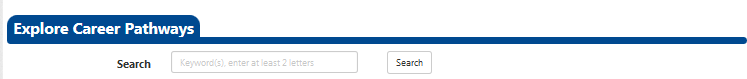 Explore Career Pathways
Search Keyword(s), enter at least 2 letters Search